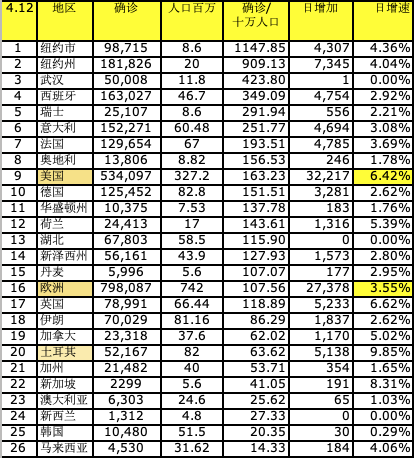 4.12 地区 确诊 人口百万 确诊/十万人口 日增加 日增速
1 纽约市 98,715 8.6 1147.85 4,307 4.36%
2 纽约州 181,826 20 909.13 7,345 4.04%
3 武汉 50,008 11.8 423.80 1 0.00%
4 西班牙 163,027 46.7 349.09 4,754 2.92%
5 瑞士 25,107 8.6 291.94 556 2.21%
6 意大利 152,271 60.48 251.77 4,694 3.08%
7 法国 129,654 67 193.51 4,785 3.69%
8 奥地利 13,806 8.82 156.53 246 1.78%
9 美国 534,097 327.2 163.23 32,217 6.42%
10 德国 125,452 82.8 151.51 3,281 2.62%
11 华盛顿州 10,375 7.53 137.78 183 1.76%
12 荷兰 24,413 17 143.61 1,316 5.39%
13 湖北 67,803 58.5 115.90 0 0.00%
14 新泽西州 56,161 43.9 127.93 1,573 2.80%
15 丹麦 5,996 5.6 107.07 177 2.95%
16 欧洲 798,087 742 107.56 27,378 3.55%
17 英国 78,991 66.44 118.89 5,233 6.62%
18 伊朗 70,029 81.16 86.29 1,837 2.62%
19 加拿大 23,318 37.6 62.02 1,170 5.02%
20 土耳其 52,167 82 63.62 5,138 9.85%
21 加州 21,482 40 53.71 354 1.65%
22 新加坡 2299 5.6 41.05 191 8.31%
23 澳大利亚 6,303 24.6 25.62 65 1.03%
24 新西兰 1,312 4.8 27.33 0 0.00%
25 韩国 10,480 51.5 20.35 30 0.29%
26 马来西亚 4,530 31.62 14.33 184 4.06%